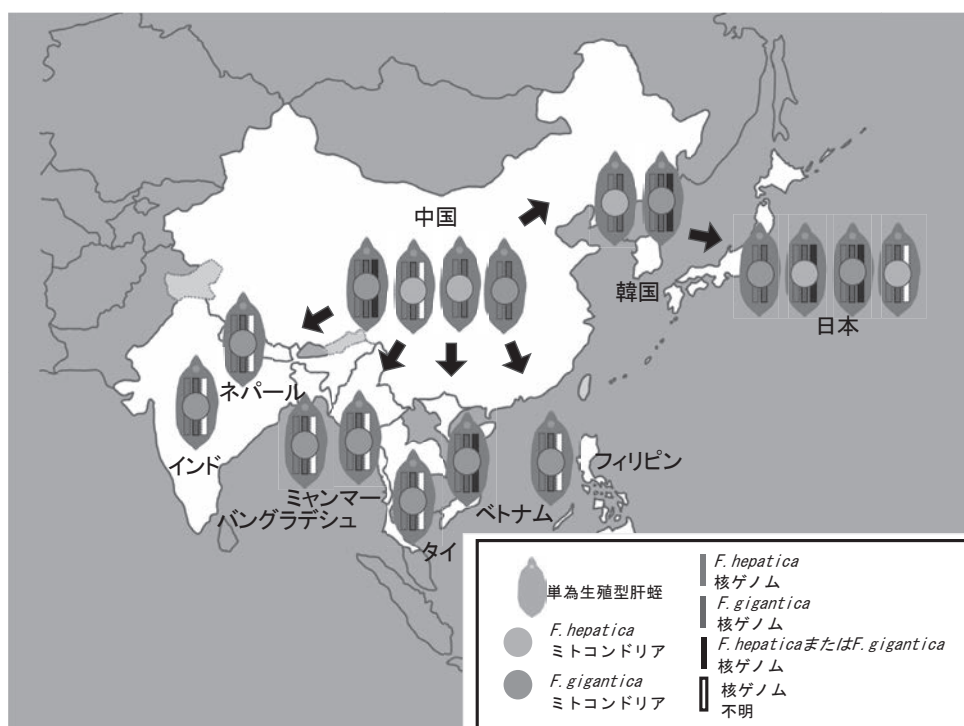 中国
韓国
日本
ネパール
インド
ミャンマー
バングラデシュ
タイ
ベトナム
フィリピン
単為生殖型肝蛭
F. hepatica
ミトコンドリア
F. gigantica
ミトコンドリア
F. hepatica
核ゲノム
F. gigantica
核ゲノム
F. hepaticaまたはF. gigantica
核ゲノム
核ゲノム
不明